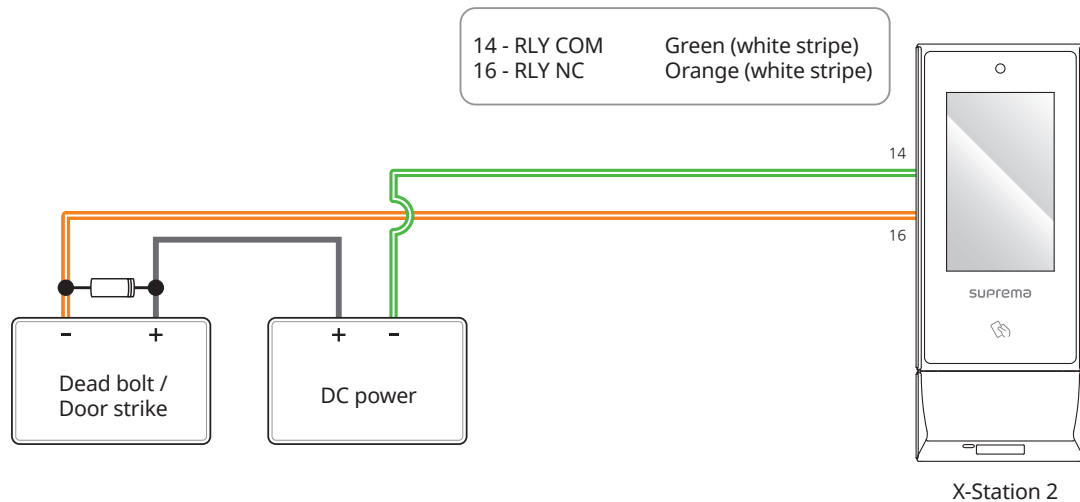 14 - RLY COM Green (white stripe)
16 - RLY NC Orange (white stripe)
14
16
suprema
- +
+ -
Dead bolt /
Door strike
DC power
X-Station 2